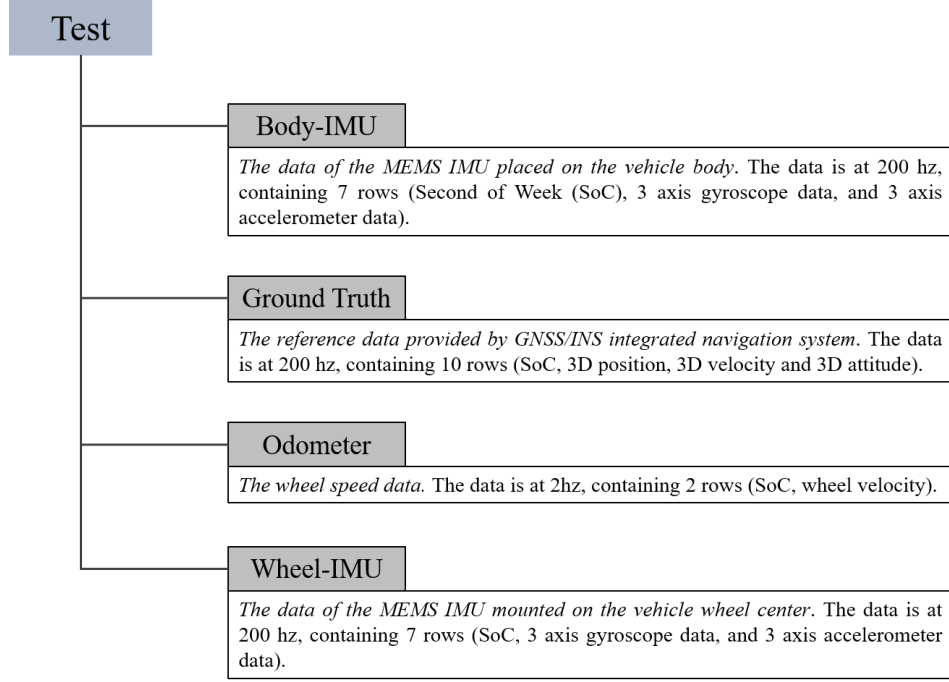 Test
Body-IMU
The data of the MEMS IMU placed on the vehicle body. The data is at 200 hz,
containing 7 rows (Second of Week (SoC), 3 axis gyroscope data, and 3 axis
accelerometer data).
Ground Truth
The reference data provided by GNSS/INS integrated navigation system. The data
is at 200 hz, containing 10 rows (SoC, 3D position, 3D velocity and 3D attitude).
Odometer
The wheel speed data. The data is at 2hz, containing 2 rows (SoC, wheel velocity).
Wheel-IMU
The data of the MEMS IMU mounted on the vehicle wheel center. The data is at
200 hz, containing 7 rows (SoC, 3 axis gyroscope data, and 3 axis accelerometer
data).